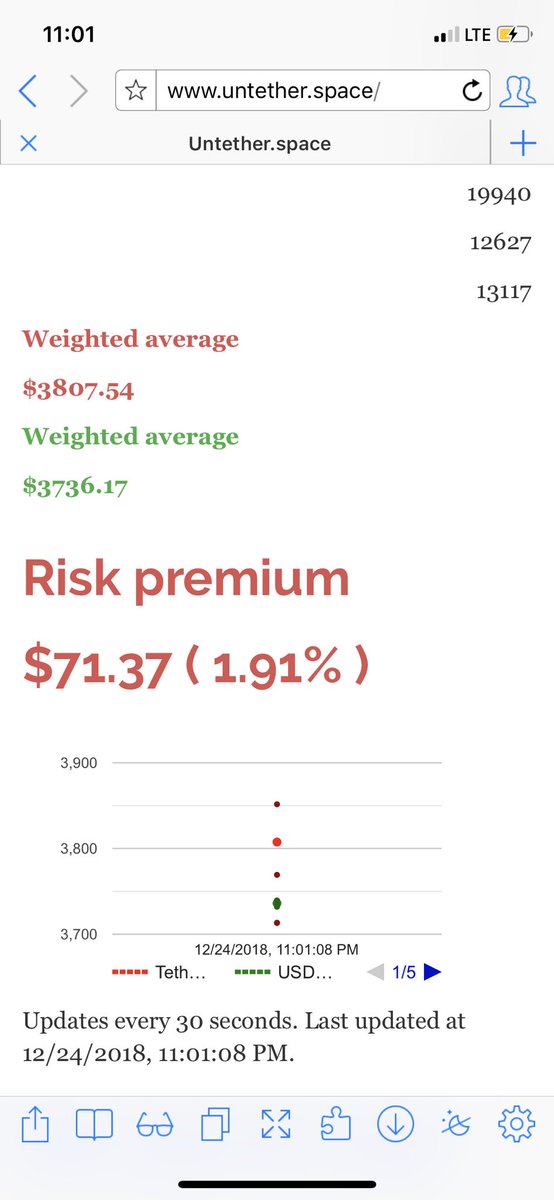 11:01
LTE
www.untether.space/
Untether.space
19940
12627
13117
Weighted average
$3807.54
Weighted average
$3736.17
Risk premium
$71.37 ( 1.91% )
3,900
3,800
3,700
12/24/2018, 11:01:08 PM
Teth... USD... 1/5
Updates every 30 seconds. Last updated at
12/24/2018, 11:01:08 PM.